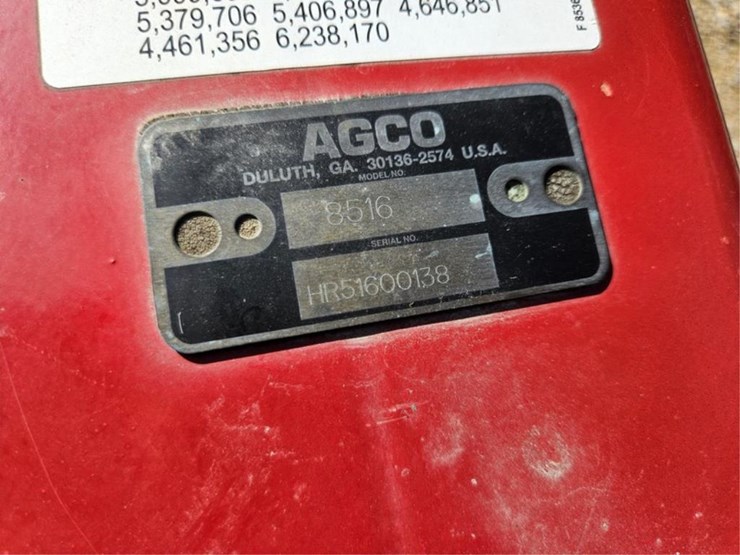 5,379,706 5,406,897 4,646,851
4,461,356 6,238,170
AGCO
DULUTH, GA. 30136-2574 U.S.A.
MODEL NO.
8516
SERIAL NO.
HR51600138